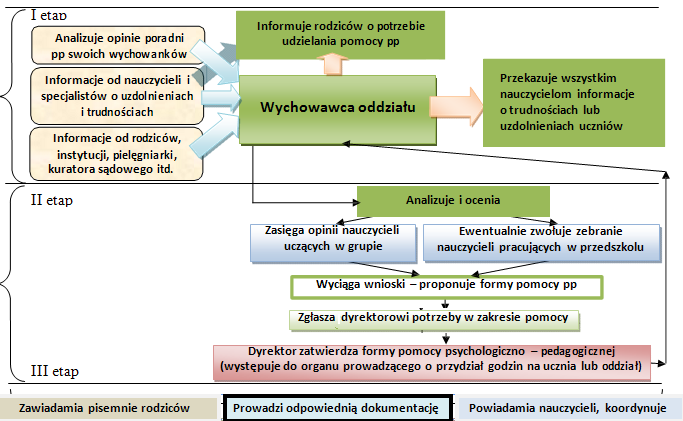 I etap
Analizuje opinie poradni
pp swoich wychowanków
Informacje od nauczycieli i
specjalistów o uzdolnieniach
i trudnościach
Informacje od rodziców,
instytucji, pielęgniarki,
kuratora sądowego itd.
Informuje rodziców o potrzebie
udzielania pomocy pp
Wychowawca oddziału
Przekazuje wszystkim
nauczycielom informacje
o trudnościach lub
uzdolnieniach uczniów
II etap
Analizuje i ocenia
Zasięga opinii nauczycieli
uczących w grupie
Ewentualnie zwołuje zebranie
nauczycieli pracujących w przedszkolu
Wyciąga wnioski – proponuje formy pomocy pp
Zgłasza dyrektorowi potrzeby w zakresie pomocy
Dyrektor zatwierdza formy pomocy psychologiczno – pedagogicznej
(występuje do organu prowadzącego o przydział godzin na ucznia lub oddział)
III etap
Zawiadamia pisemnie rodziców
Prowadzi odpowiednią dokumentację
Powiadamia nauczycieli, koordynuje